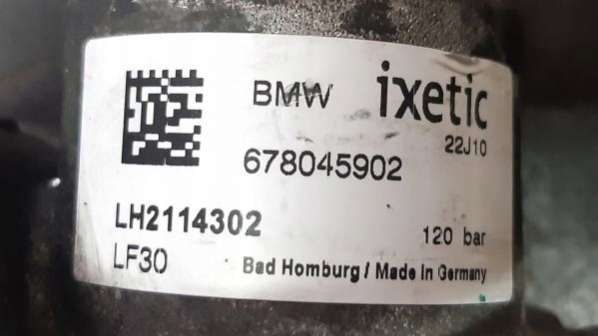 BMW ixetic
22J10
678045902
LH2114302
120 bar
LF30
Bad Homburg / Made In Germany